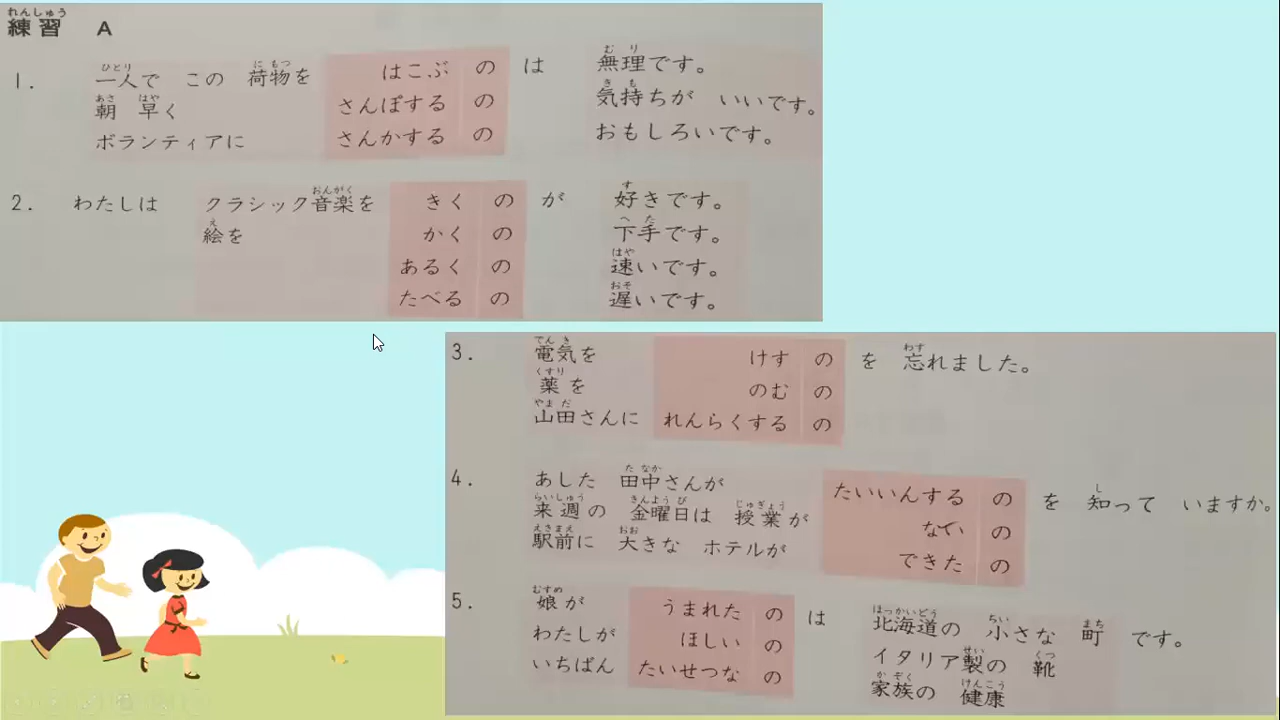 練習 A
1. 一人で この 荷物を はこぶ の は 無理です。
朝 早く さんぽする の 気持ちが いいです。
ボランティアに さんかする の おもしろいです。
2. わたしは クラシック音楽を きく の が 好きです。
絵を かく の 下手です。
あるく の 速いです。
たべる の 遅いです。
3. 電気を けす の を 忘れました。
薬を のむ の
山田さんに れんらくする の
4. あした 田中さんが たいいんする の を 知って いますか。
来週の 金曜日は 授業が ない の
駅前に 大きな ホテルが できた の
5. 娘が うまれた の は 北海道の 小さな 町 です。
わたしが ほしい の イタリア製の 靴
いちばん たいせつな の 家族の 健康